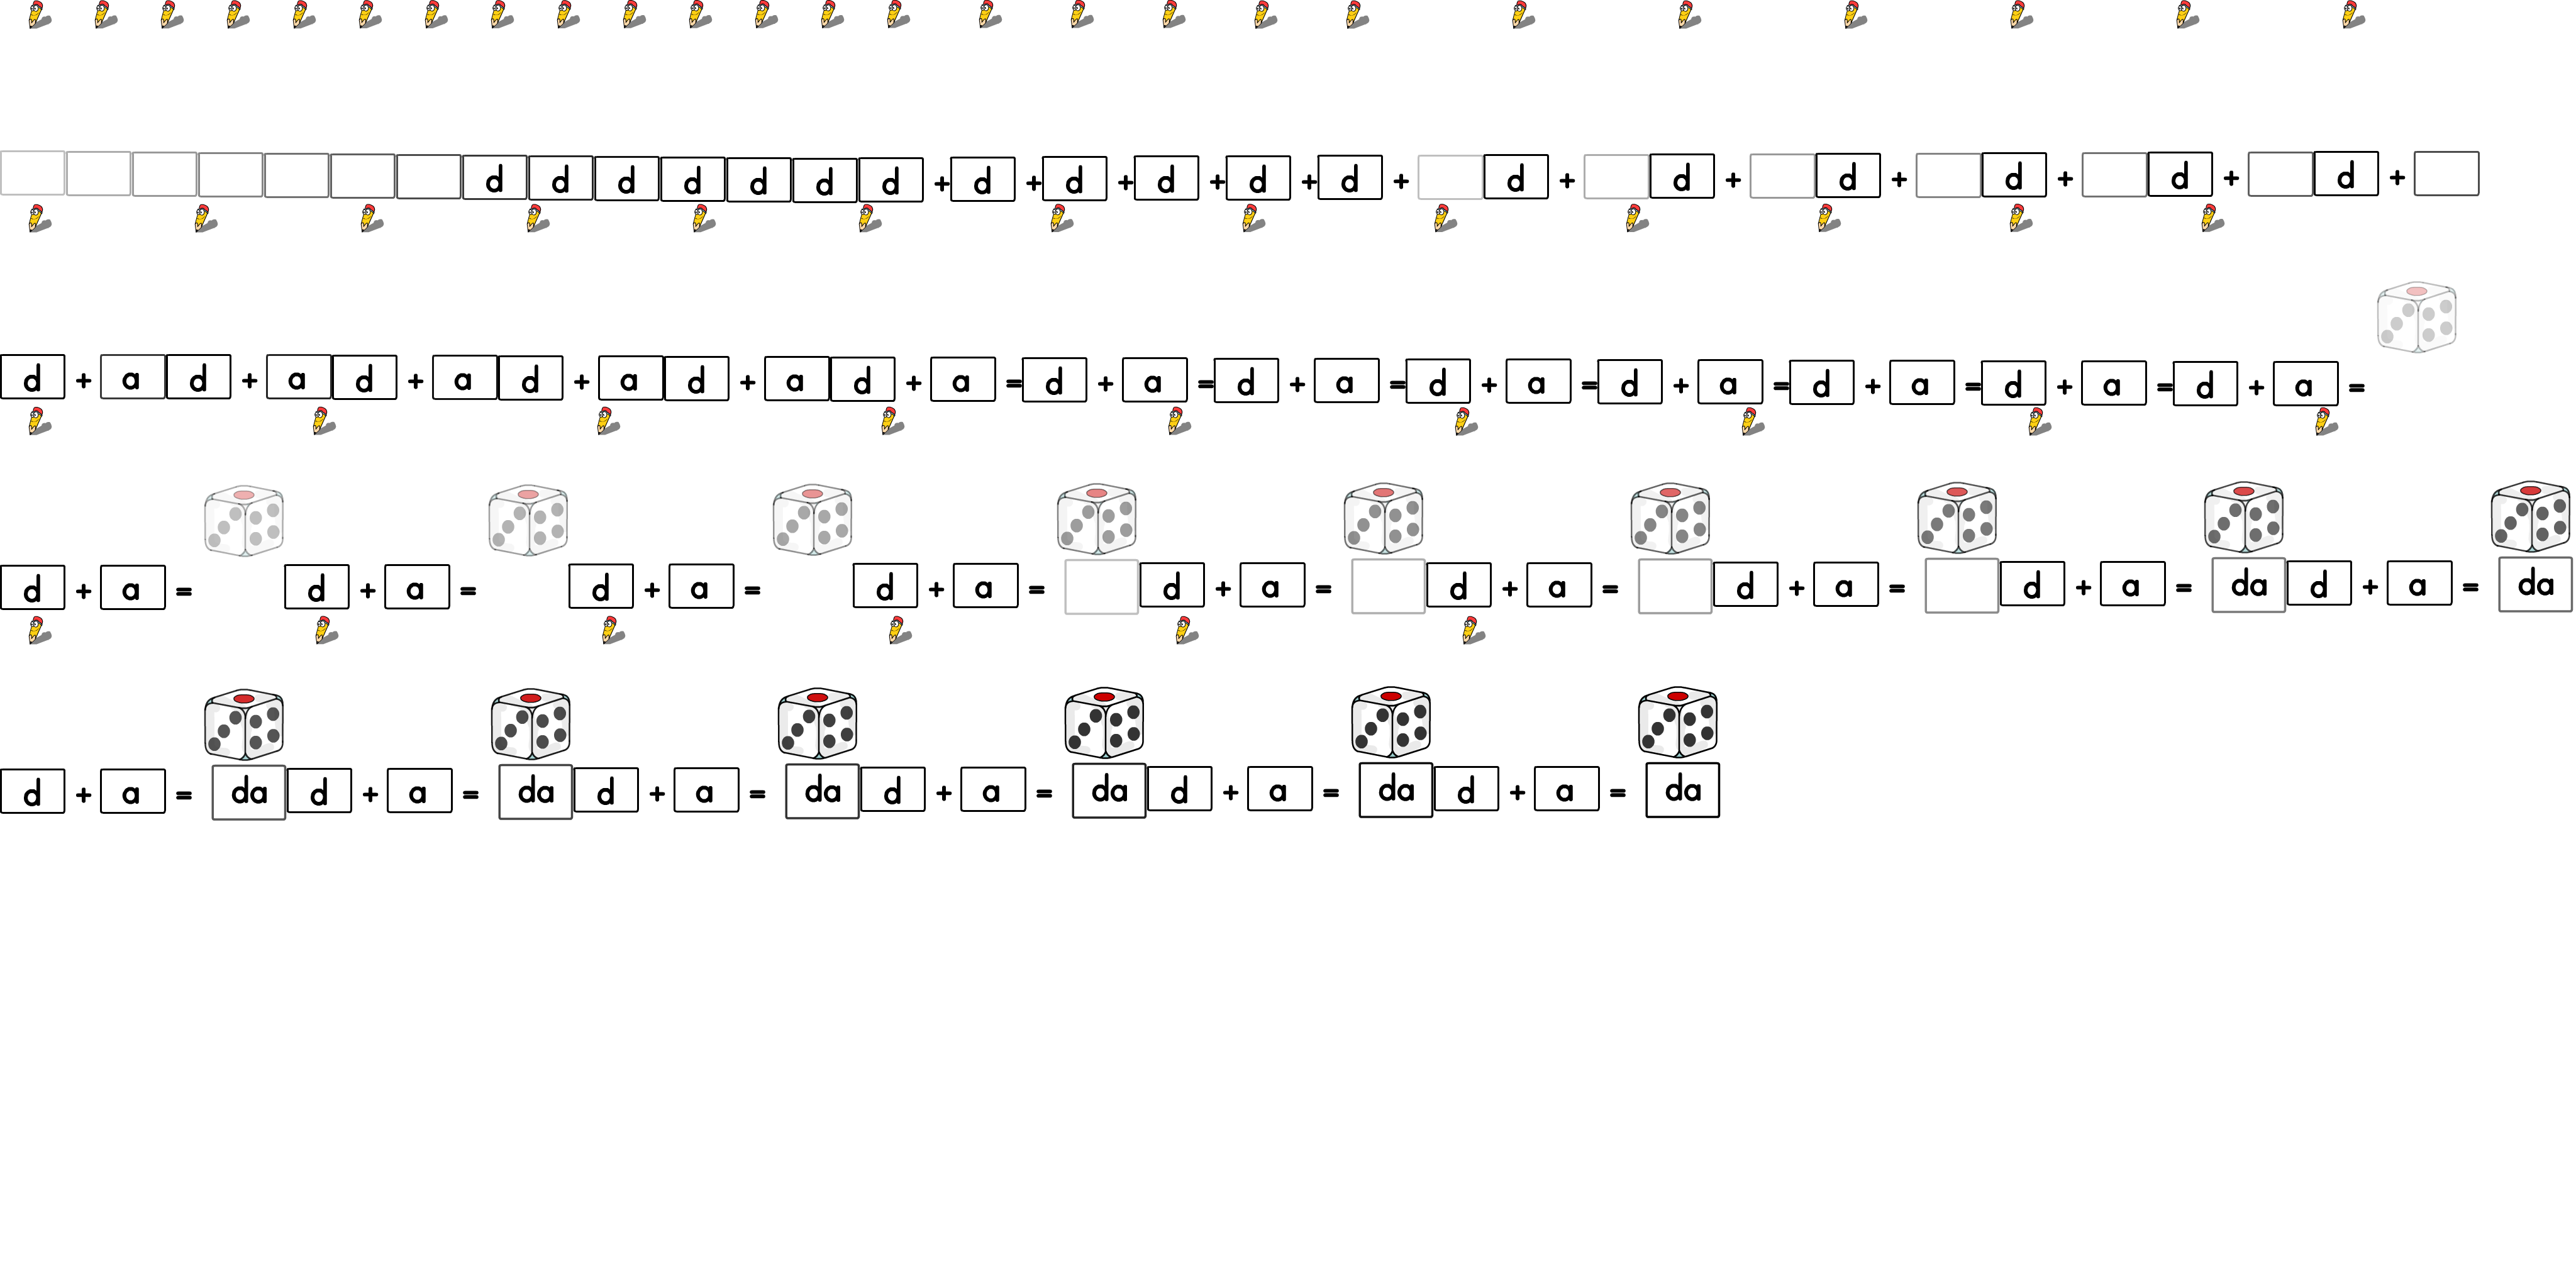 d d d d d d d + d + d + d + d + d + d + d + d + d + d + d +
d + a d + a d + a d + a d + a d + a = d + a = d + a = d + a = d + a = d + a = d + a = d + a =
d + a = d + a = d + a = d + a = d + a = d + a = d + a = d + a = da d + a = da
d + a = da d + a = da d + a = da d + a = da d + a = da d + a = da